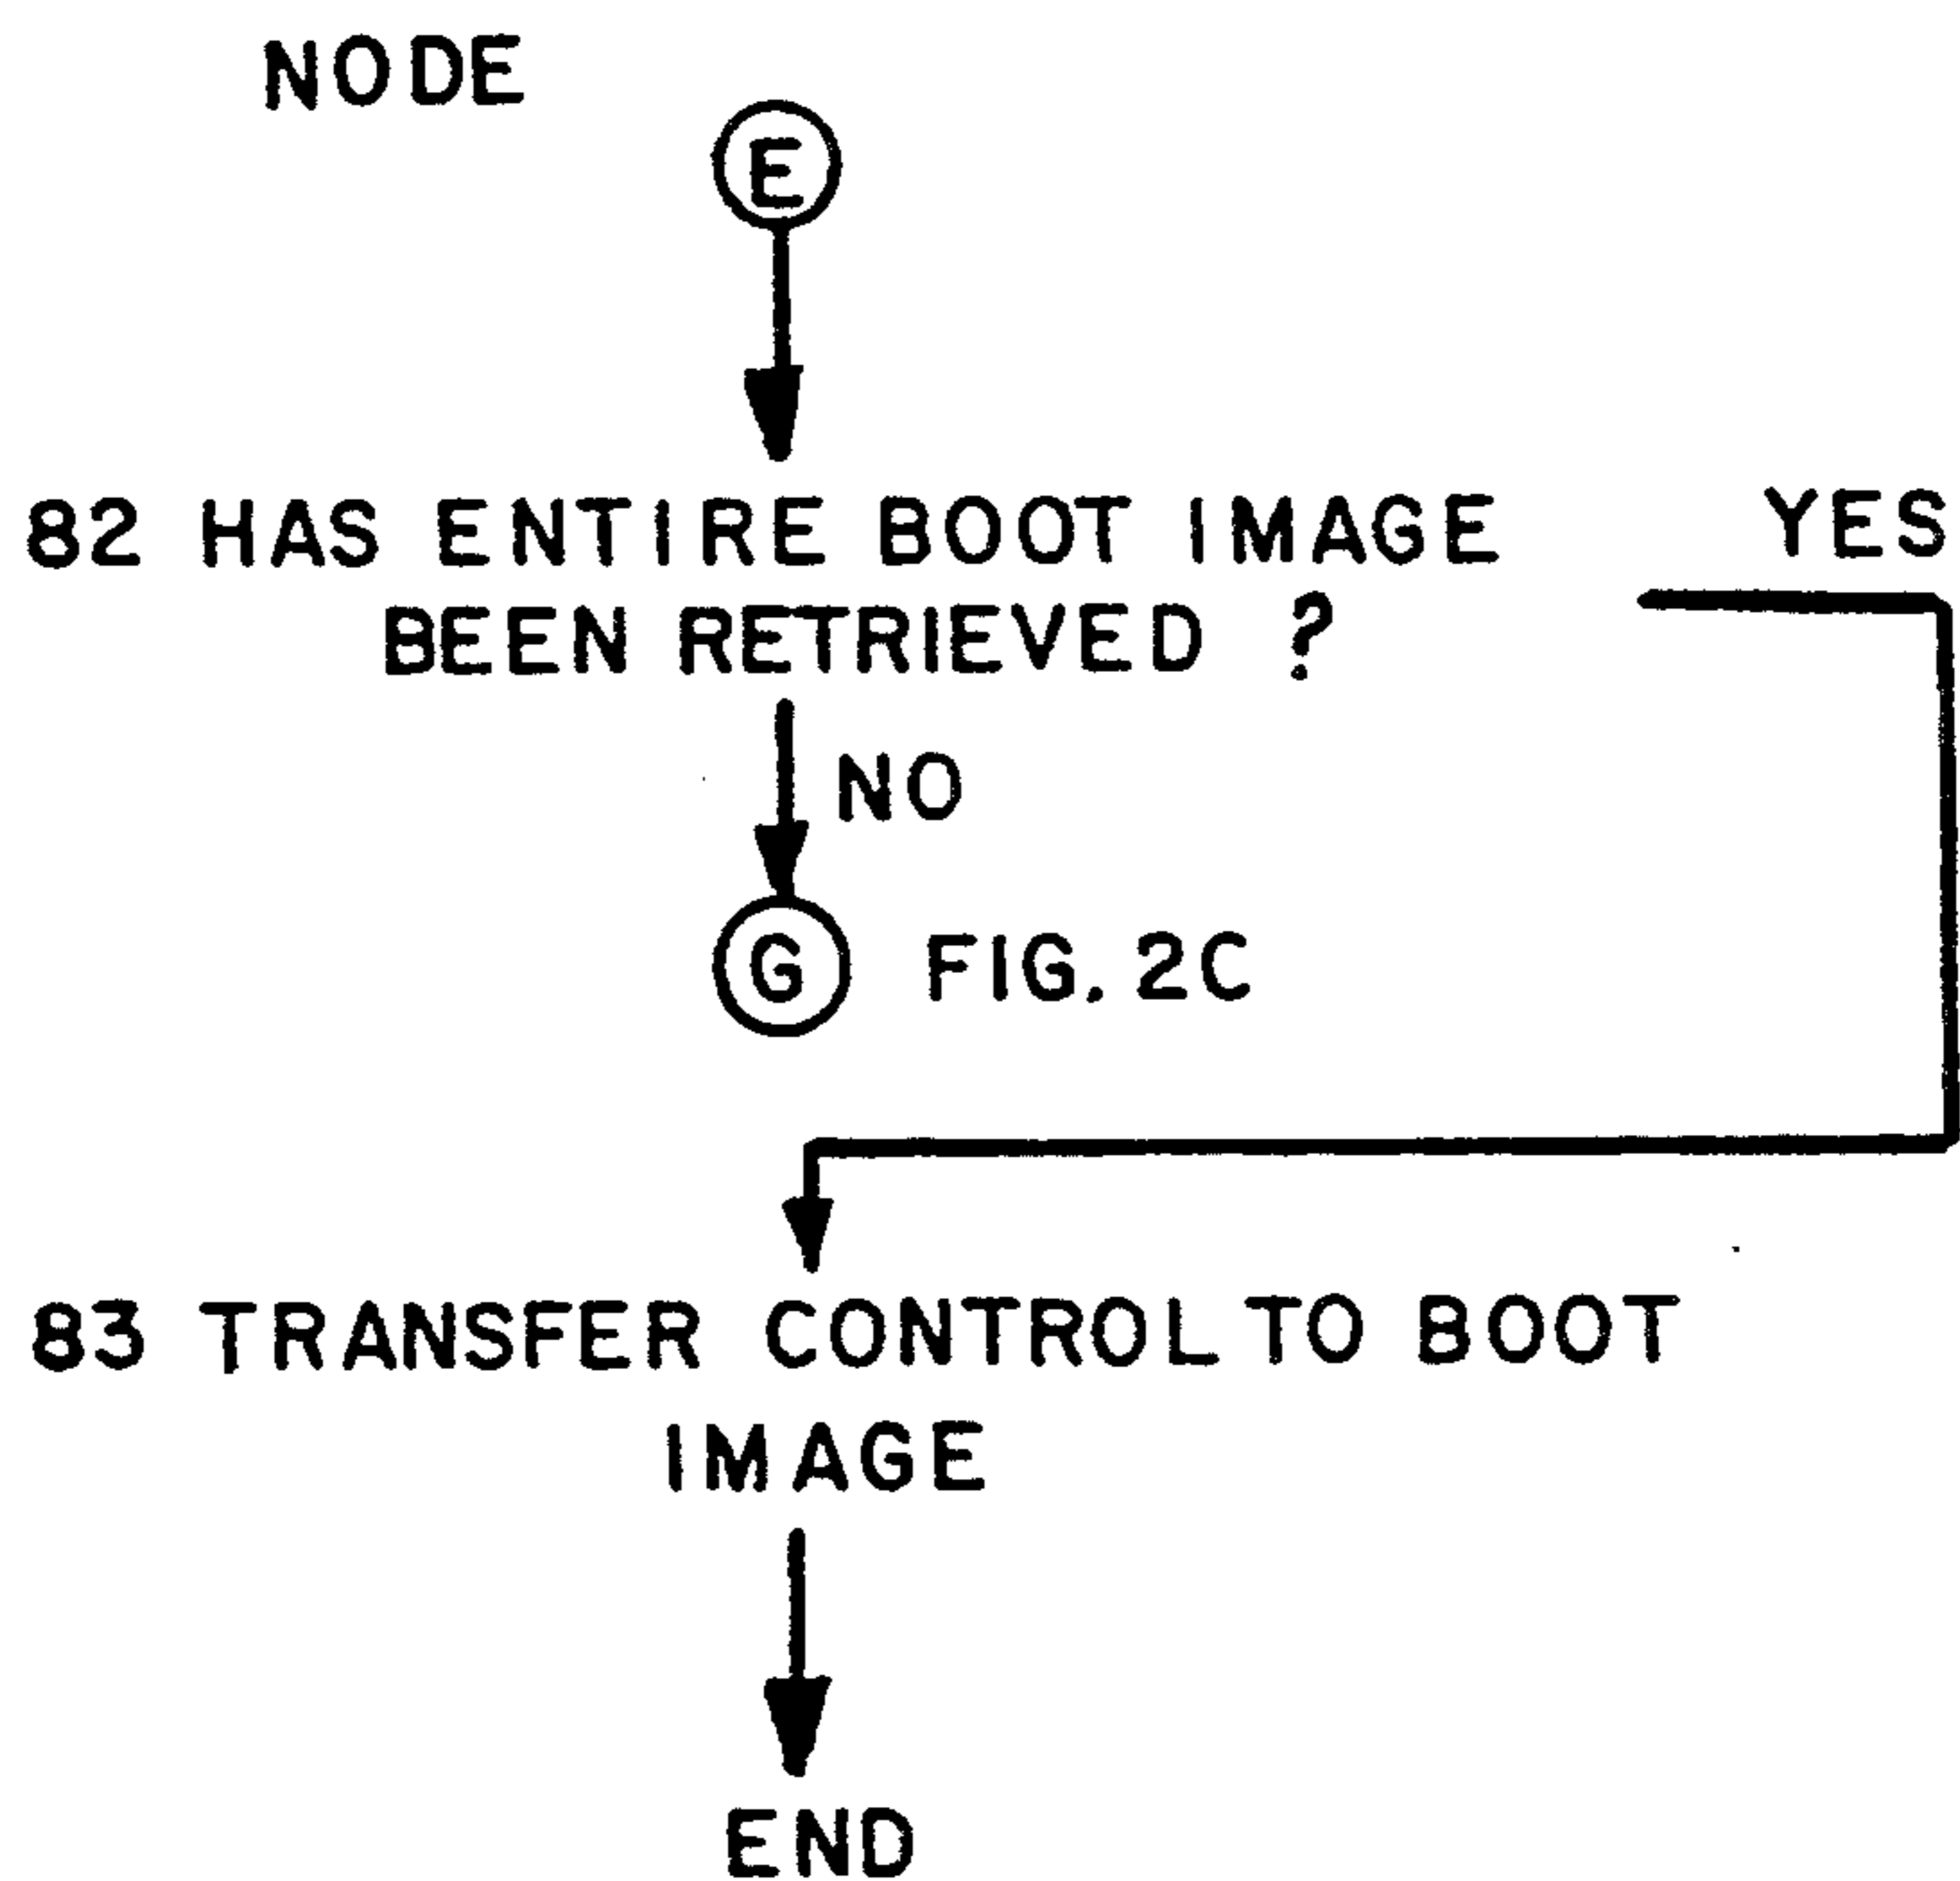 NODE
E
82 HAS ENTIRE BOOT IMAGE
YES
BEEN RETRIEVED ?
NO
G FIG. 2C
83 TRANSFER CONTROL TO BOOT
IMAGE
END